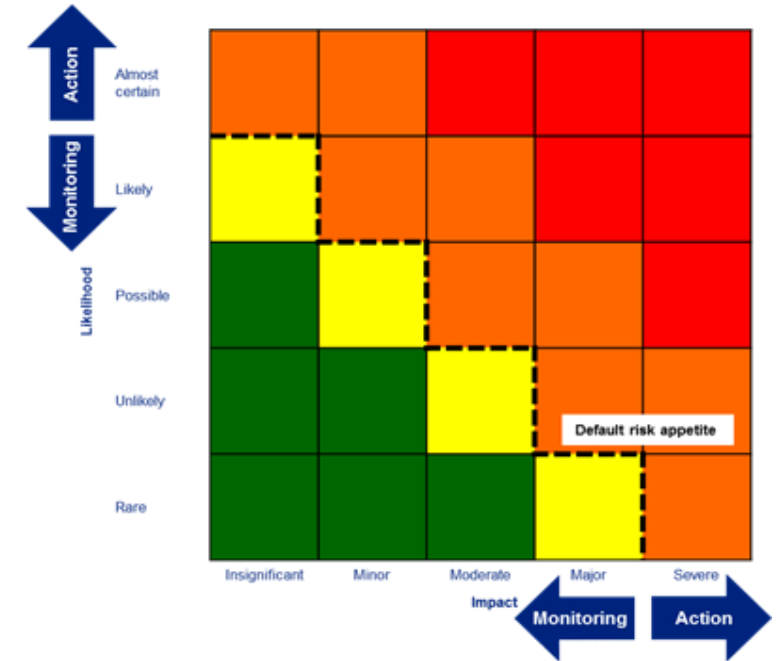 Action
Monitoring
Likelihood
Almost
certain
Likely
Possible
Unlikely
Rare
Default risk appetite
Insignificant
Minor
Moderate
Major
Severe
Impact
Monitoring
Action